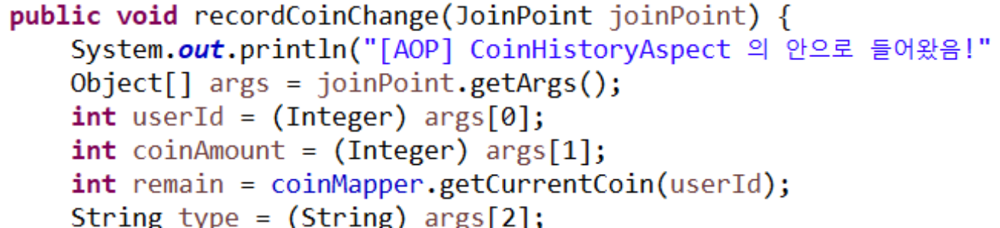 public void recordCoinChange(JoinPoint joinPoint) {
System.out.println("[AOP] CoinHistoryAspect 의 안으로 들어왔음!"
Object[] args = joinPoint.getArgs();
int userId = (Integer) args[0];
int coinAmount = (Integer) args[1];
int remain = coinMapper.getCurrentCoin(userId);
String type = (String) args[2];